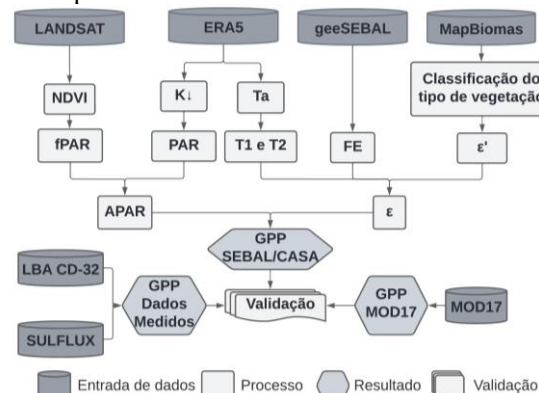 LANDSAT
ERA5
geeSEBAL
MapBiomas
NDVI
K↓
Ta
Classificação do
tipo de vegetação
fPAR
PAR
T1 e T2
FE
ε'
APAR
ε
GPP
SEBAL/CASA
LBA CD-32
SULFLUX
GPP
Dados
Medidos
Validação
GPP
MOD17
MOD17
Entrada de dados
Processo
Resultado
Validação